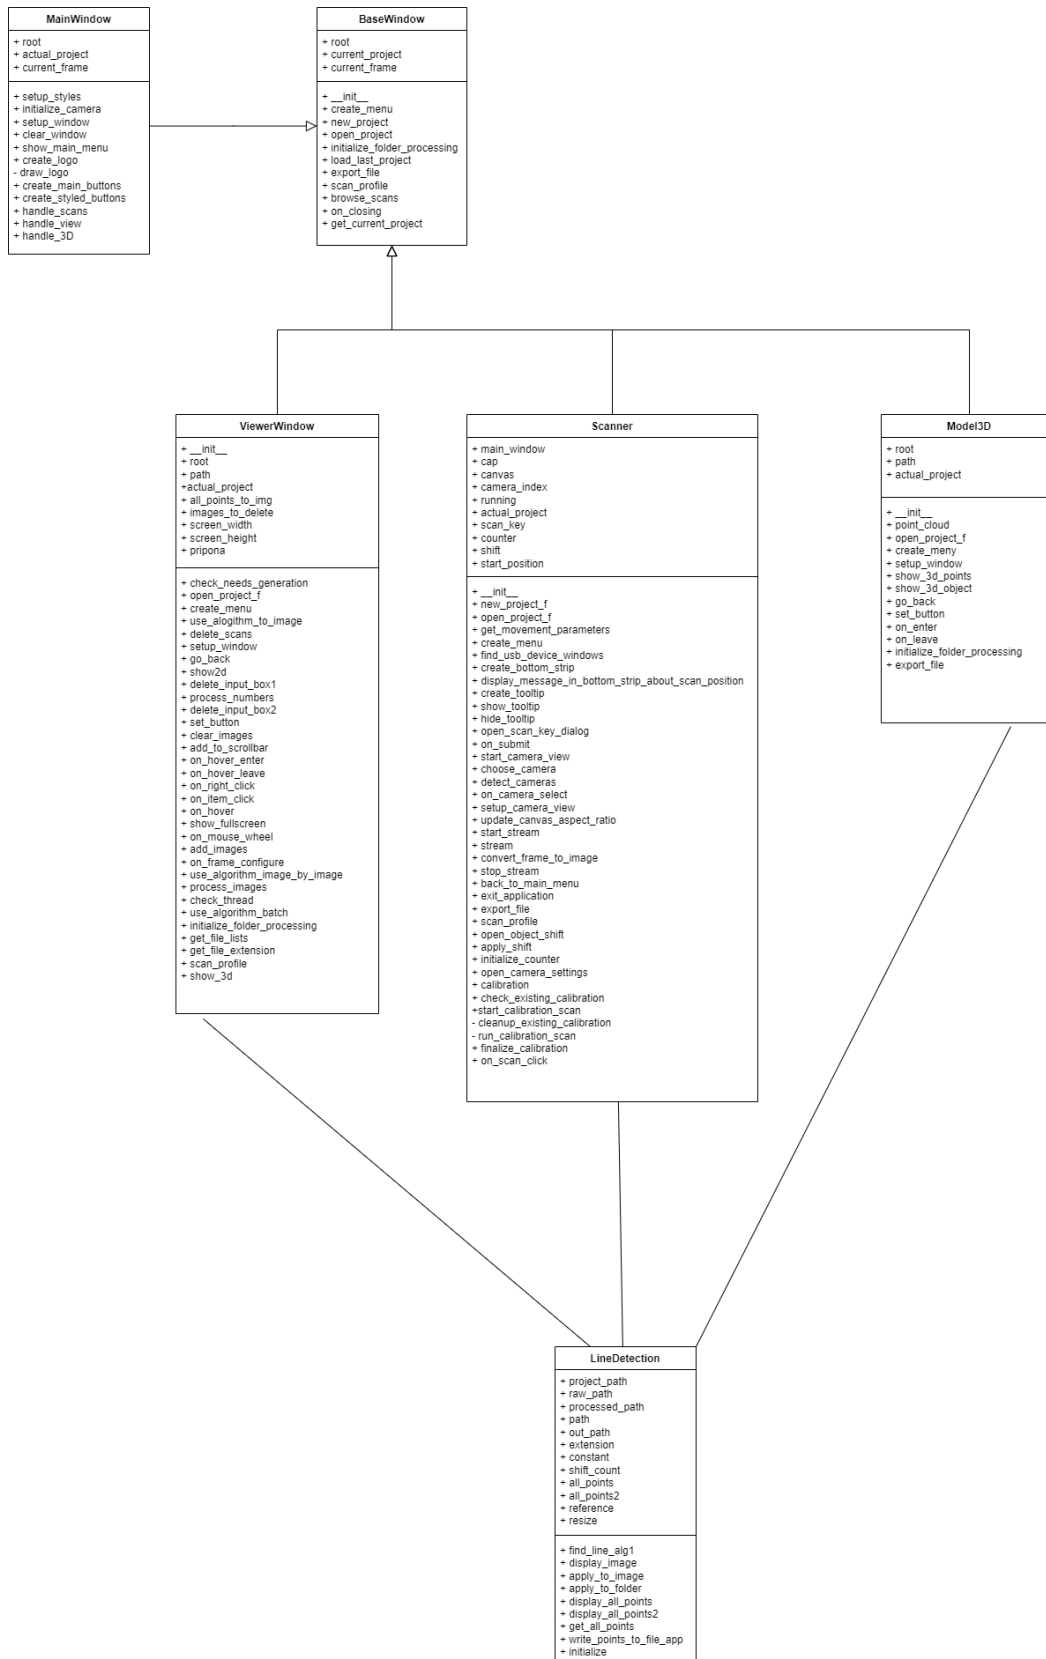 MainWindow
+ root
+ actual_project
+ current_frame
+ setup_styles
+ initialize_camera
+ setup_window
+ clear_window
+ show_main_menu
+ create_logo
- draw_logo
+ create_main_buttons
+ create_styled_buttons
+ handle_scans
+ handle_view
+ handle_3D
BaseWindow
+ root
+ current_project
+ current_frame
+ __init__
+ create_menu
+ new_project
+ open_project
+ initialize_folder_processing
+ load_last_project
+ export_file
+ scan_profile
+ browse_scans
+ on_closing
+ get_current_project
ViewerWindow
+ __init__
+ root
+ path
+actual_project
+ all_points_to_img
+ images_to_delete
+ screen_width
+ screen_height
+ pripona
+ check_needs_generation
+ open_project_f
+ create_menu
+ use_alogithm_to_image
+ delete_scans
+ setup_window
+ go_back
+ show2d
+ delete_input_box1
+ process_numbers
+ delete_input_box2
+ set_button
+ clear_images
+ add_to_scrollbar
+ on_hover_enter
+ on_hover_leave
+ on_right_click
+ on_item_click
+ on_hover
+ show_fullscreen
+ on_mouse_wheel
+ add_images
+ on_frame_configure
+ use_algorithm_image_by_image
+ process_images
+ check_thread
+ use_algorithm_batch
+ initialize_folder_processing
+ get_file_lists
+ get_file_extension
+ scan_profile
+ show_3d
Scanner
+ main_window
+ cap
+ canvas
+ camera_index
+ running
+ actual_project
+ scan_key
+ counter
+ shift
+ start_position
+ __init__
+ new_project_f
+ open_project_f
+ get_movement_parameters
+ create_menu
+ find_usb_device_windows
+ create_bottom_strip
+ display_message_in_bottom_strip_about_scan_position
+ create_tooltip
+ show_tooltip
+ hide_tooltip
+ open_scan_key_dialog
+ on_submit
+ start_camera_view
+ choose_camera
+ detect_cameras
+ on_camera_select
+ setup_camera_view
+ update_canvas_aspect_ratio
+ start_stream
+ stream
+ convert_frame_to_image
+ stop_stream
+ back_to_main_menu
+ exit_application
+ export_file
+ scan_profile
+ open_object_shift
+ apply_shift
+ initialize_counter
+ open_camera_settings
+ calibration
+ check_existing_calibration
+start_calibration_scan
- cleanup_existing_calibration
- run_calibration_scan
+ finalize_calibration
+ on_scan_click
Model3D
+ root
+ path
+ actual_project
+ __init__
+ point_cloud
+ open_project_f
+ create_meny
+ setup_window
+ show_3d_points
+ show_3d_object
+ go_back
+ set_button
+ on_enter
+ on_leave
+ initialize_folder_processing
+ export_file
LineDetection
+ project_path
+ raw_path
+ processed_path
+ path
+ out_path
+ extension
+ constant
+ shift_count
+ all_points
+ all_points2
+ reference
+ resize
+ find_line_alg1
+ display_image
+ apply_to_image
+ apply_to_folder
+ display_all_points
+ display_all_points2
+ get_all_points
+ write_points_to_file_app
+ initialize